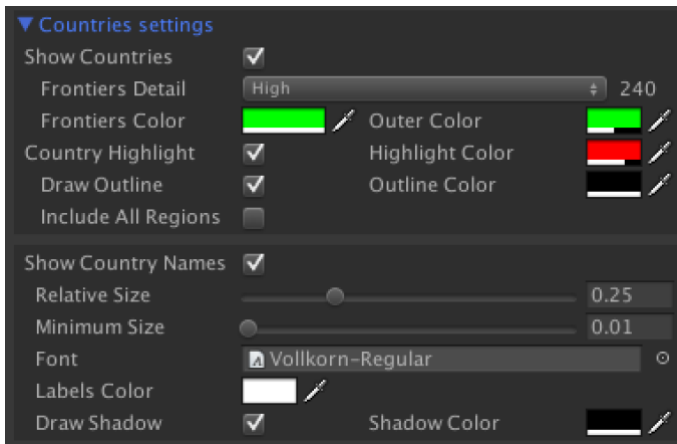 Countries settings
Show Countries
Frontiers Detail High 240
Frontiers Color Outer Color
Country Highlight Highlight Color
Draw Outline Outline Color
Include All Regions
Show Country Names
Relative Size 0.25
Minimum Size 0.01
Font Vollkorn-Regular
Labels Color
Draw Shadow Shadow Color